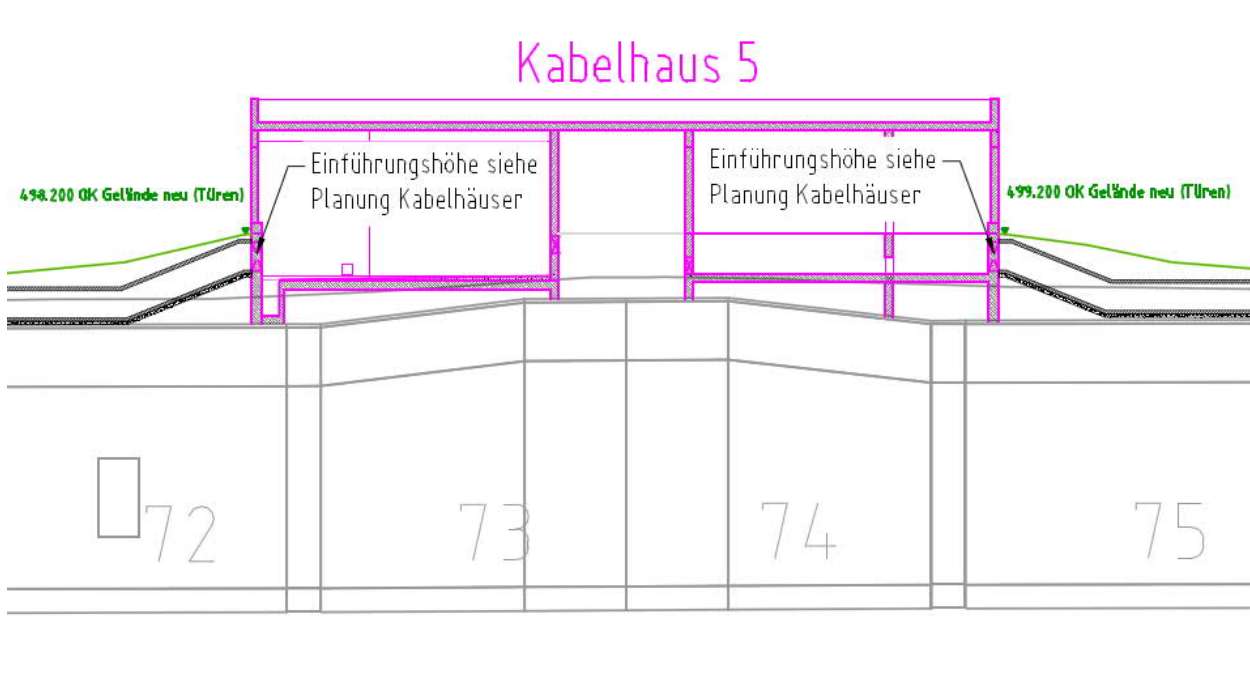 Kabelhaus 5
Einführungshöhe siehe
Planung Kabelhäuser
Einführungshöhe siehe
Planung Kabelhäuser
498.200 OK Gelände neu (Türen)
499.200 OK Gelände neu (Türen)
72
73
74
75